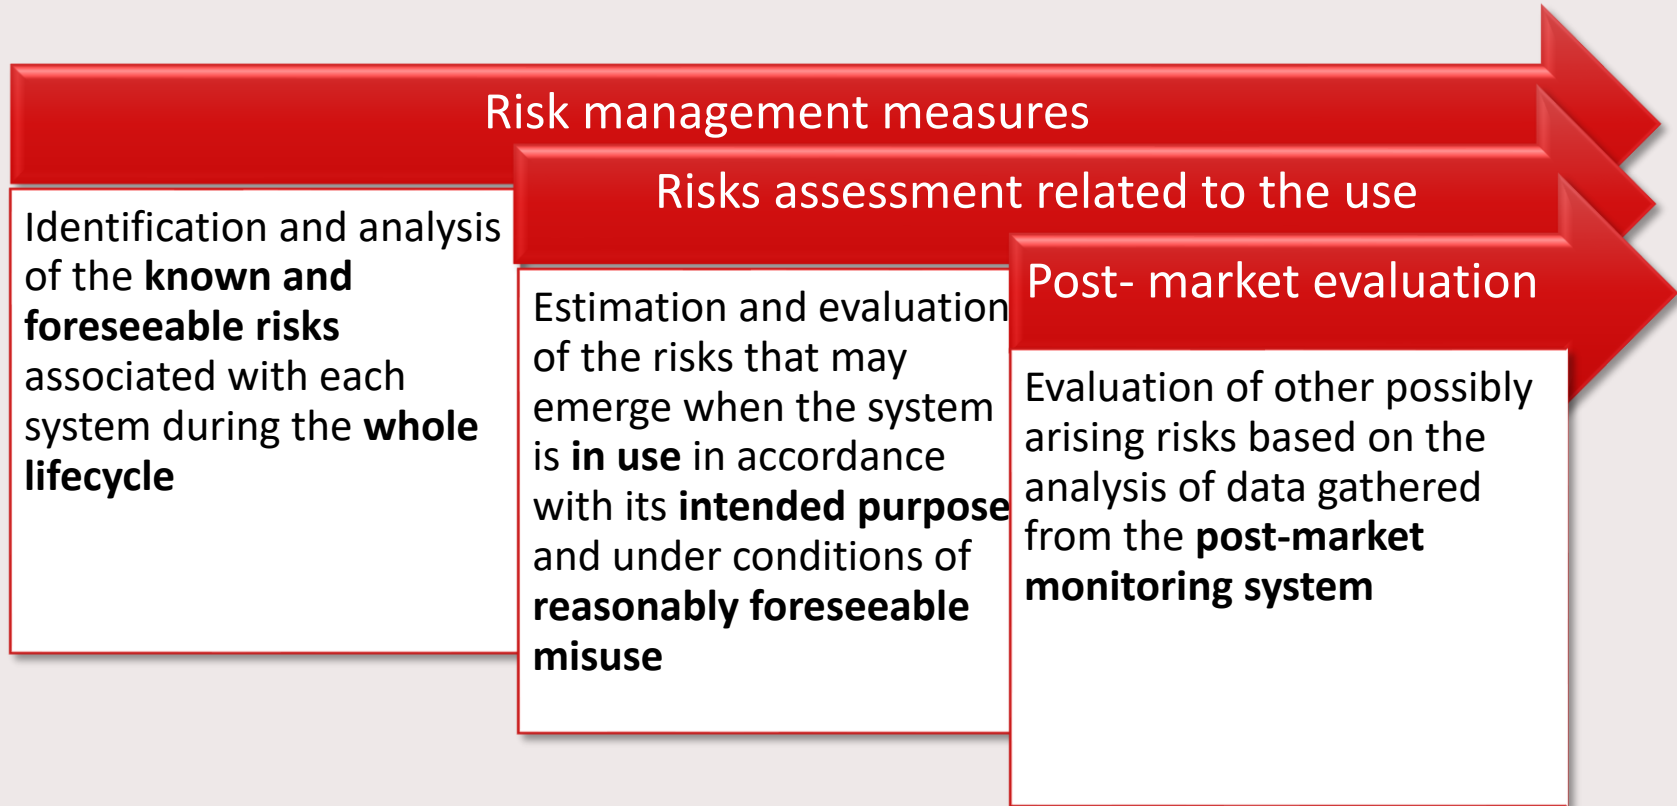 Risk management measures
Identification and analysis
of the known and
foreseeable risks
associated with each
system during the whole
lifecycle
Risks assessment related to the use
Estimation and evaluation
of the risks that may
emerge when the system
is in use in accordance
with its intended purpose
and under conditions of
reasonably foreseeable
misuse
Post- market evaluation
Evaluation of other possibly
arising risks based on the
analysis of data gathered
from the post-market
monitoring system